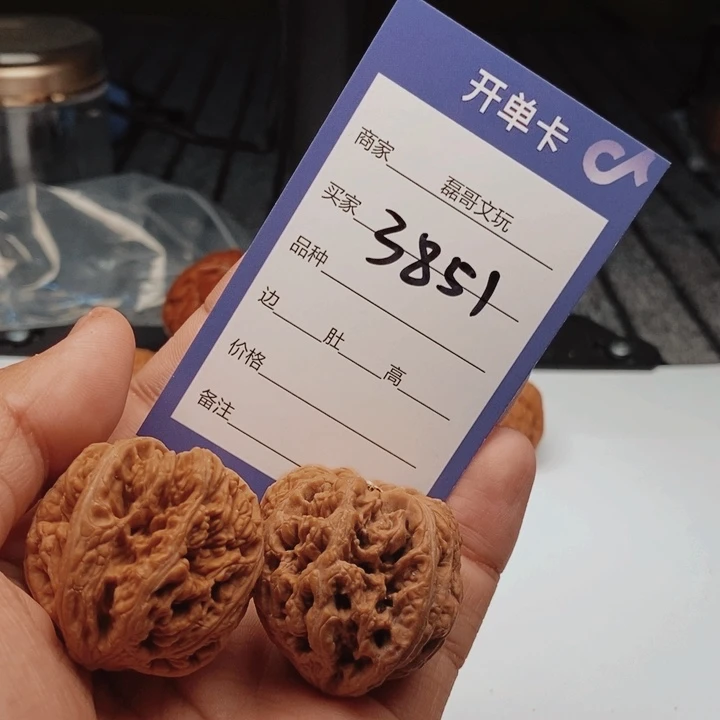 开单卡
商家 磊哥文玩
买家 3851
品种
边 肚 高
价格
备注